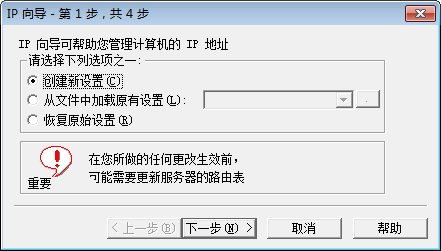 IP 向导 - 第 1 步 , 共 4 步
IP 向导可帮助您管理计算机的 IP 地址
请选择下列选项之一:
创建新设置(C)
从文件中加载原有设置(L):
.
恢复原始设置(R)
在您所做的任何更改生效前，
可能需要更新服务器的路由表
重要
< 上一步(B) 下一步(N) > 取消 帮助